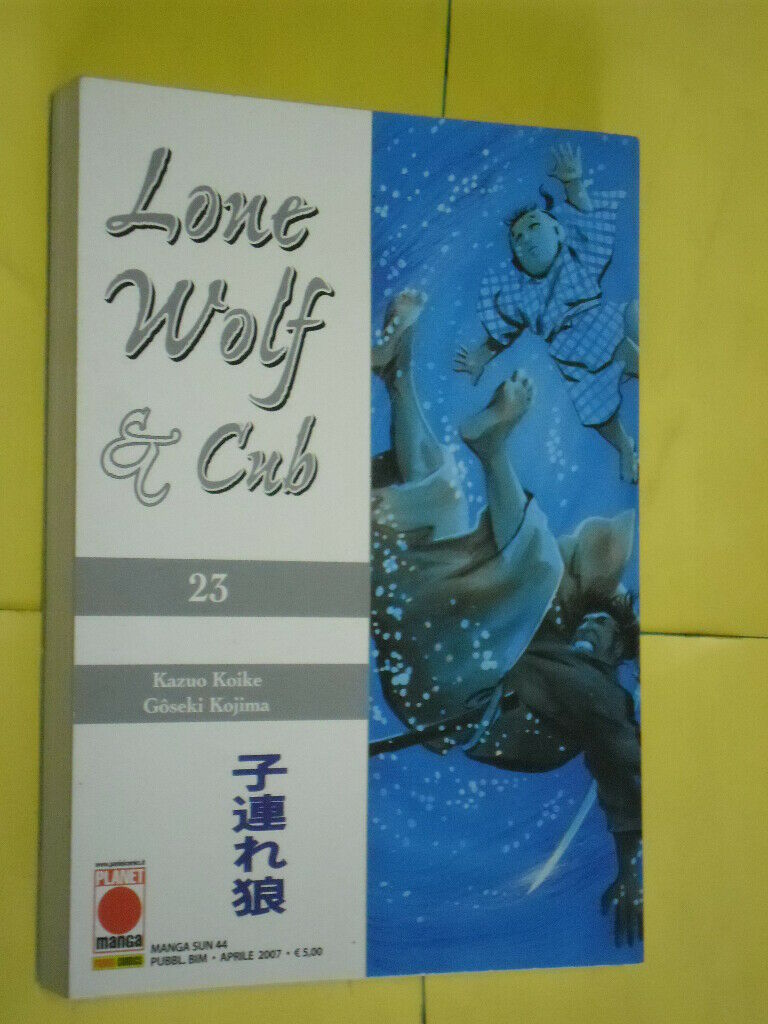 Lone
Wolf
& Cub
23
Kazuo Koike
Gôseki Kojima
子連れ狼
PLANET
manga
MANGA SUN 44
PUBBL. BIM • APRILE 2007 • € 5,00